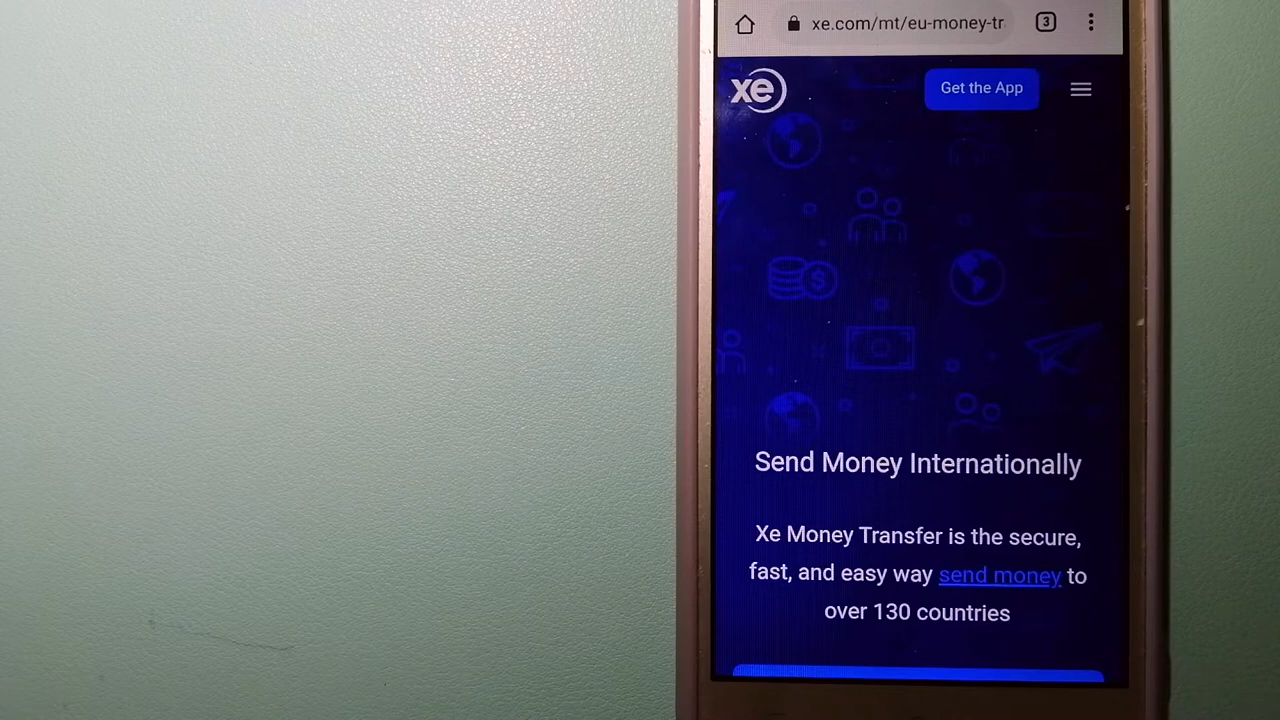 xe.com/mt/eu-money-tr
3
xe
Get the App
Send Money Internationally
Xe Money Transfer is the secure,
fast, and easy way send money to
over 130 countries